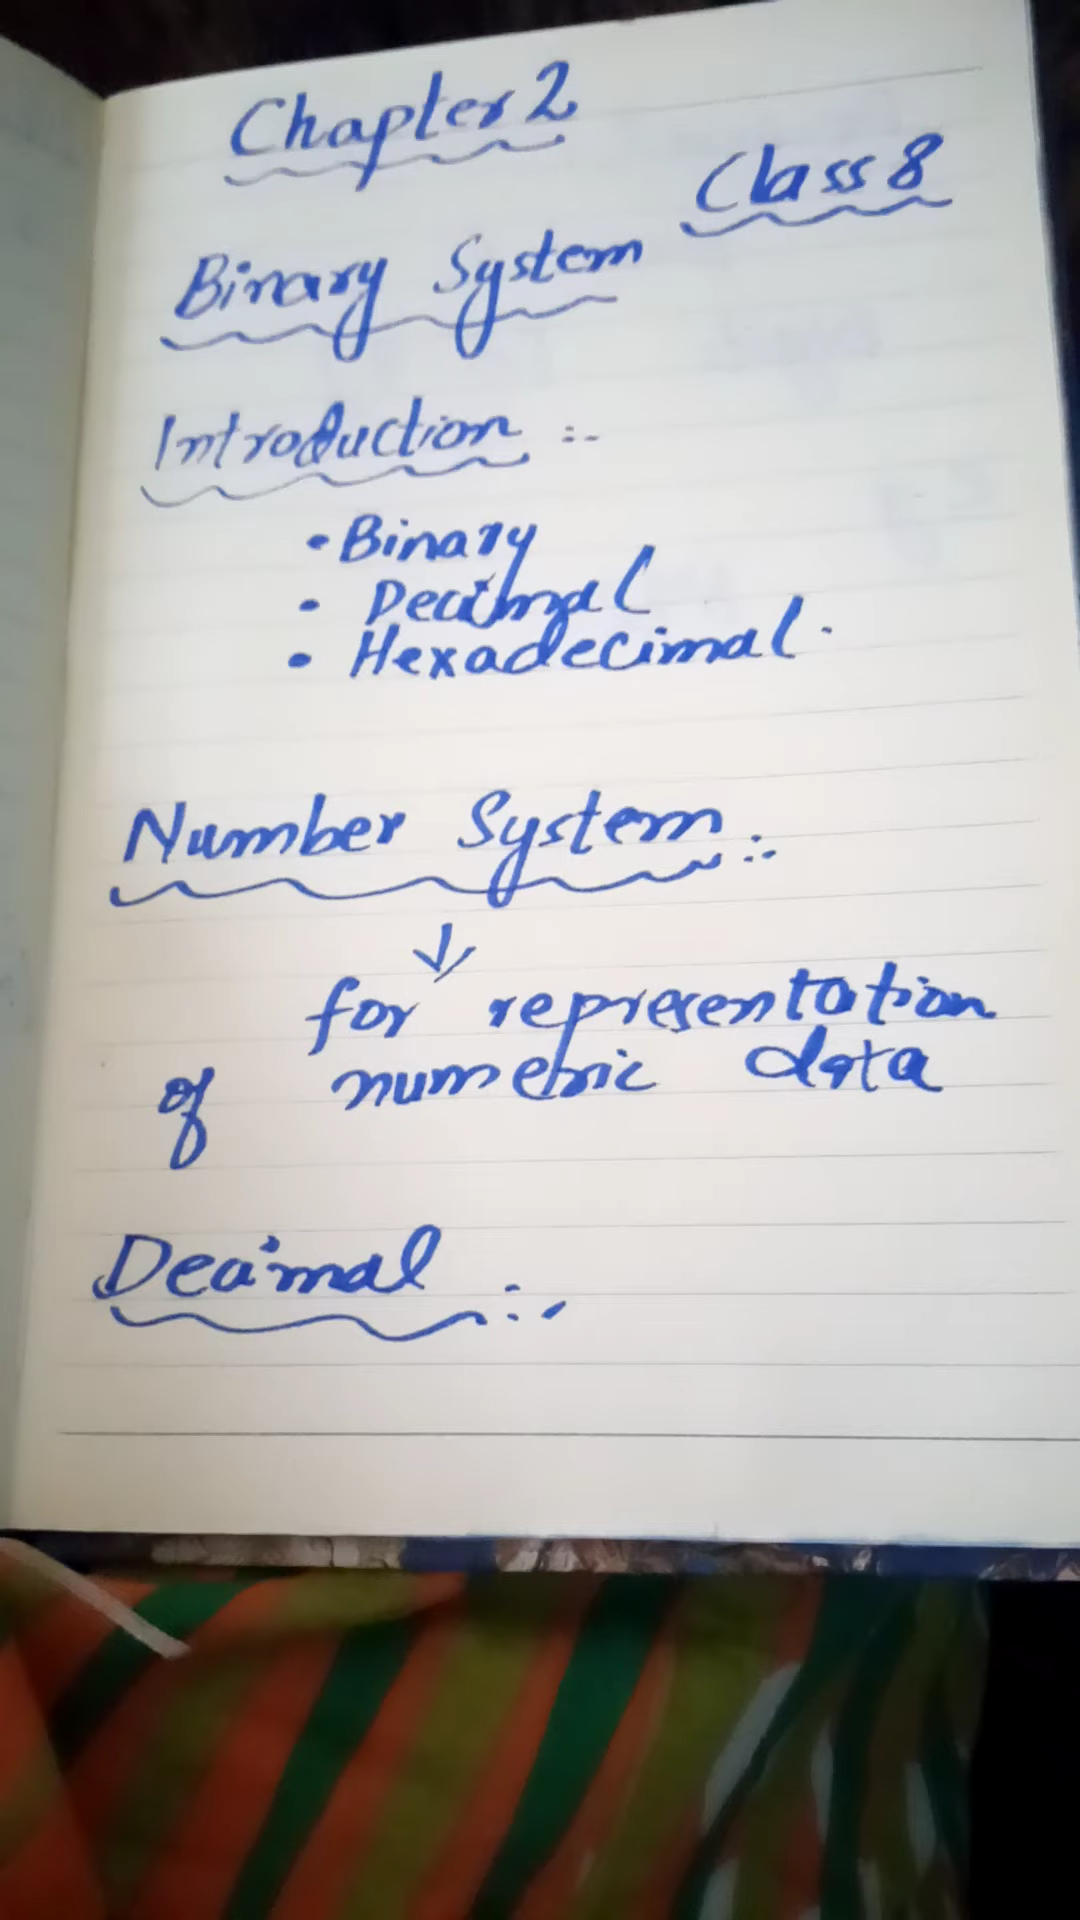 Chapter 2
Class 8
Binary System
Introduction :-
• Binary
• Decimal
• Hexadecimal.
Number System :-
↓
for representation
of numeric data
Decimal :-